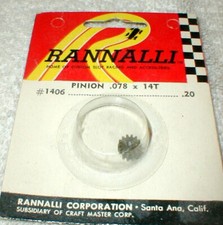 RANNALLI
PINION .078 x 14T
#1406 .20
RANNALLI CORPORATION • Santa Ana, Calif.
SUBSIDIARY OF CRAFT MASTER CORP.